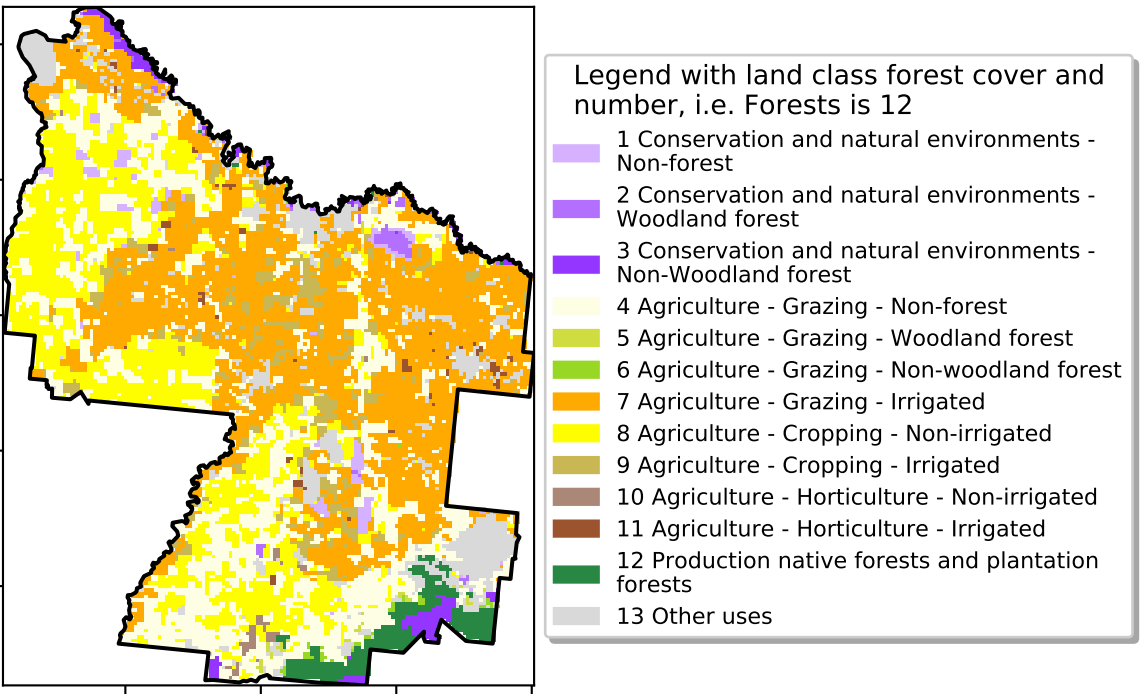 Legend with land class forest cover and
number, i.e. Forests is 12
1 Conservation and natural environments -
Non-forest
2 Conservation and natural environments -
Woodland forest
3 Conservation and natural environments -
Non-Woodland forest
4 Agriculture - Grazing - Non-forest
5 Agriculture - Grazing - Woodland forest
6 Agriculture - Grazing - Non-woodland forest
7 Agriculture - Grazing - Irrigated
8 Agriculture - Cropping - Non-irrigated
9 Agriculture - Cropping - Irrigated
10 Agriculture - Horticulture - Non-irrigated
11 Agriculture - Horticulture - Irrigated
12 Production native forests and plantation
forests
13 Other uses